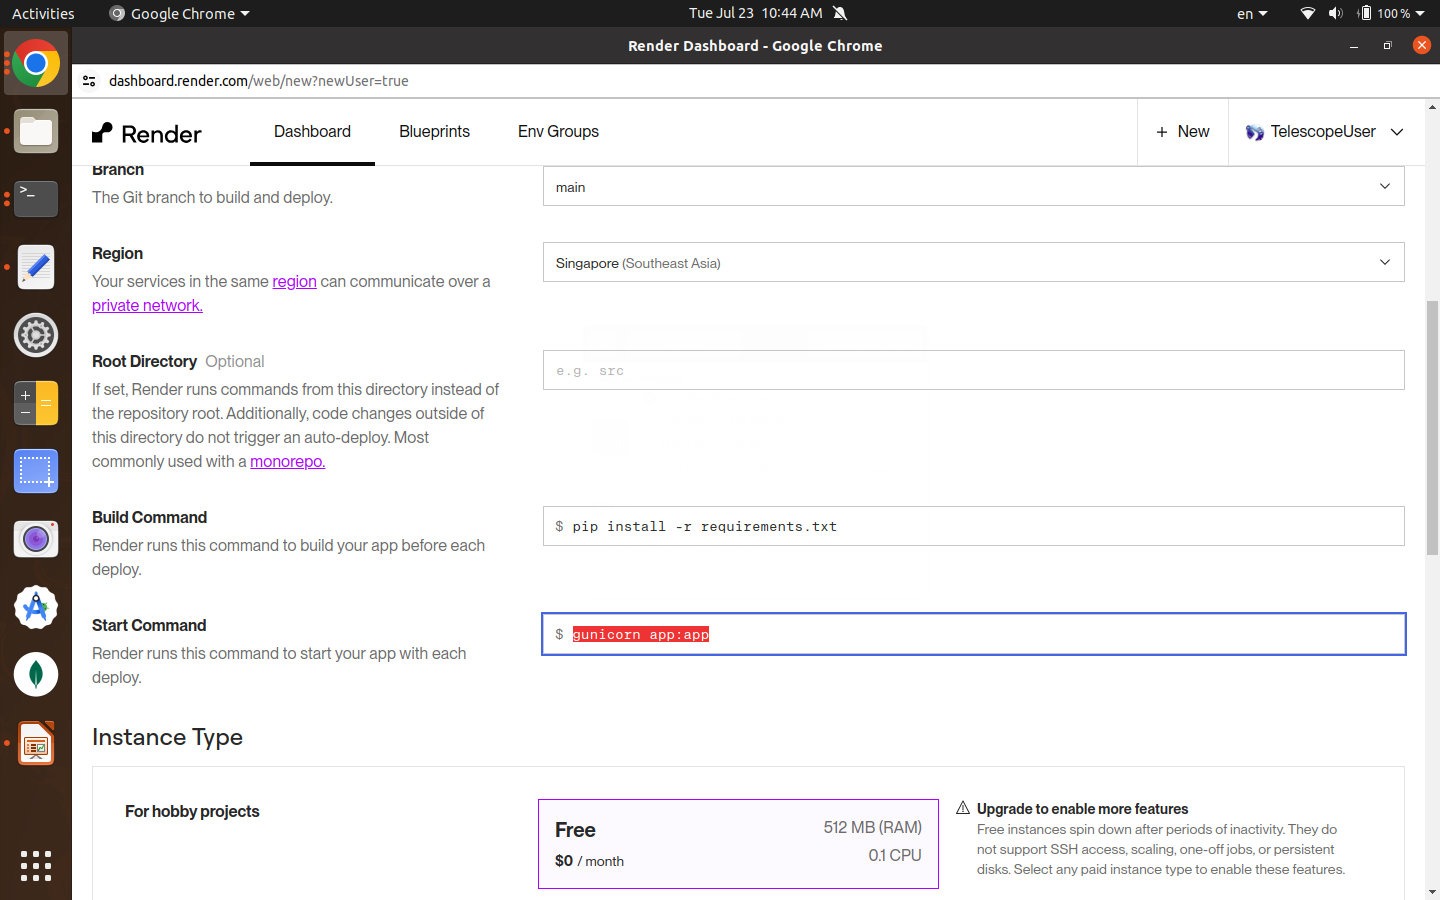 Activities
Google Chrome
Tue Jul 23 10:44 AM
en
100 %
Render Dashboard - Google Chrome
dashboard.render.com/web/new?newUser=true
Render
Dashboard
Blueprints
Env Groups
+ New
TelescopeUser
Branch
The Git branch to build and deploy.
main
Region
Your services in the same region can communicate over a
private network.
Singapore (Southeast Asia)
Root Directory Optional
If set, Render runs commands from this directory instead of
the repository root. Additionally, code changes outside of
this directory do not trigger an auto-deploy. Most
commonly used with a monorepo.
e.g. src
Build Command
Render runs this command to build your app before each
deploy.
$ pip install -r requirements.txt
Start Command
Render runs this command to start your app with each
deploy.
$ gunicorn app:app
Instance Type
For hobby projects
Free
$0 / month
512 MB (RAM)
0.1 CPU
Upgrade to enable more features
Free instances spin down after periods of inactivity. They do
not support SSH access, scaling, one-off jobs, or persistent
disks. Select any paid instance type to enable these features.